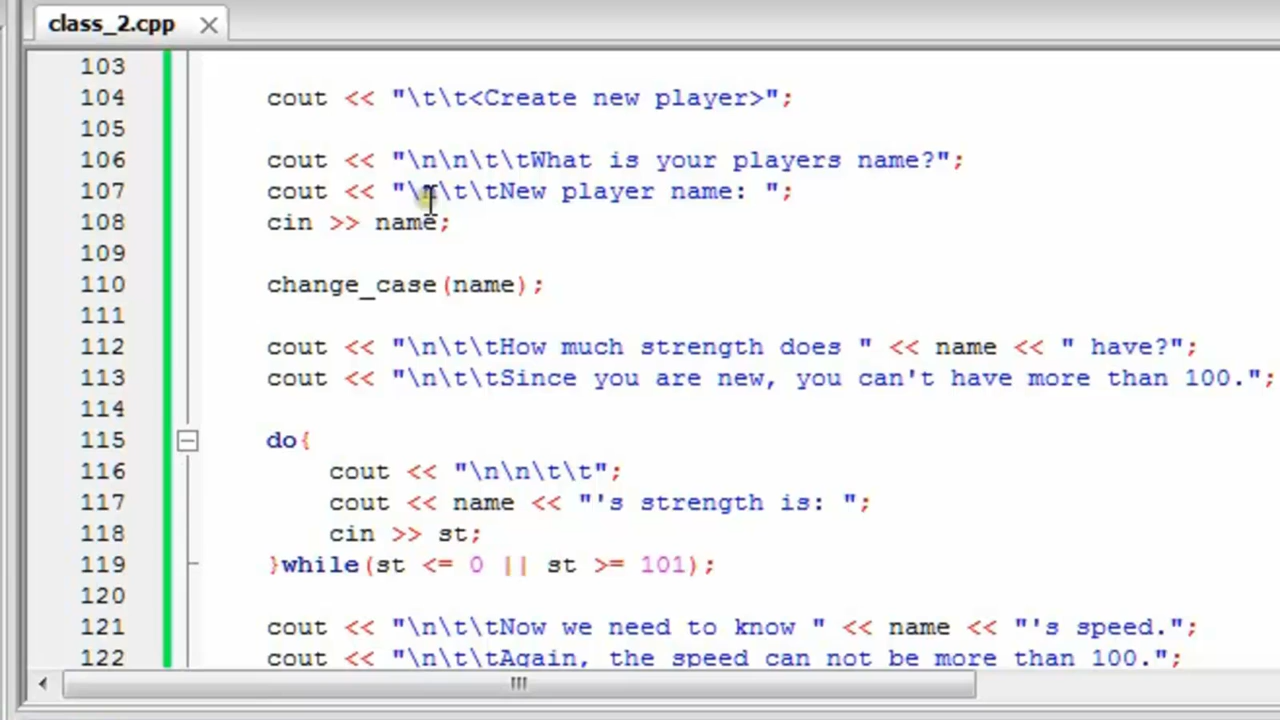 class_2.cpp
103
104 cout << "\t\t<Create new player>";
105
106 cout << "\n\n\t\tWhat is your players name?";
107 cout << "\n\t\tNew player name: ";
108 cin >> name;
109
110 change_case(name);
111
112 cout << "\n\t\tHow much strength does " << name << " have?";
113 cout << "\n\t\tSince you are new, you can't have more than 100.";
114
115 do{
116 cout << "\n\n\t\t";
117 cout << name << "'s strength is: ";
118 cin >> st;
119 }while(st <= 0 || st >= 101);
120
121 cout << "\n\t\tNow we need to know " << name << "'s speed.";
122 cout << "\n\t\tAgain, the speed can not be more than 100.";